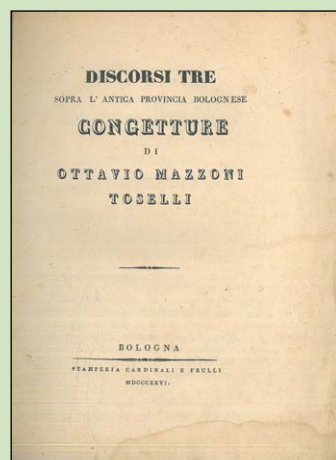 DISCORSI TRE
SOPRA L' ANTICA PROVINCIA BOLOGNESE
CONGETTURE
DI
OTTAVIO MAZZONI
TOSELLI
BOLOGNA
STAMPERIA CARDINALI E FRULLI
MDCCCXXVI.